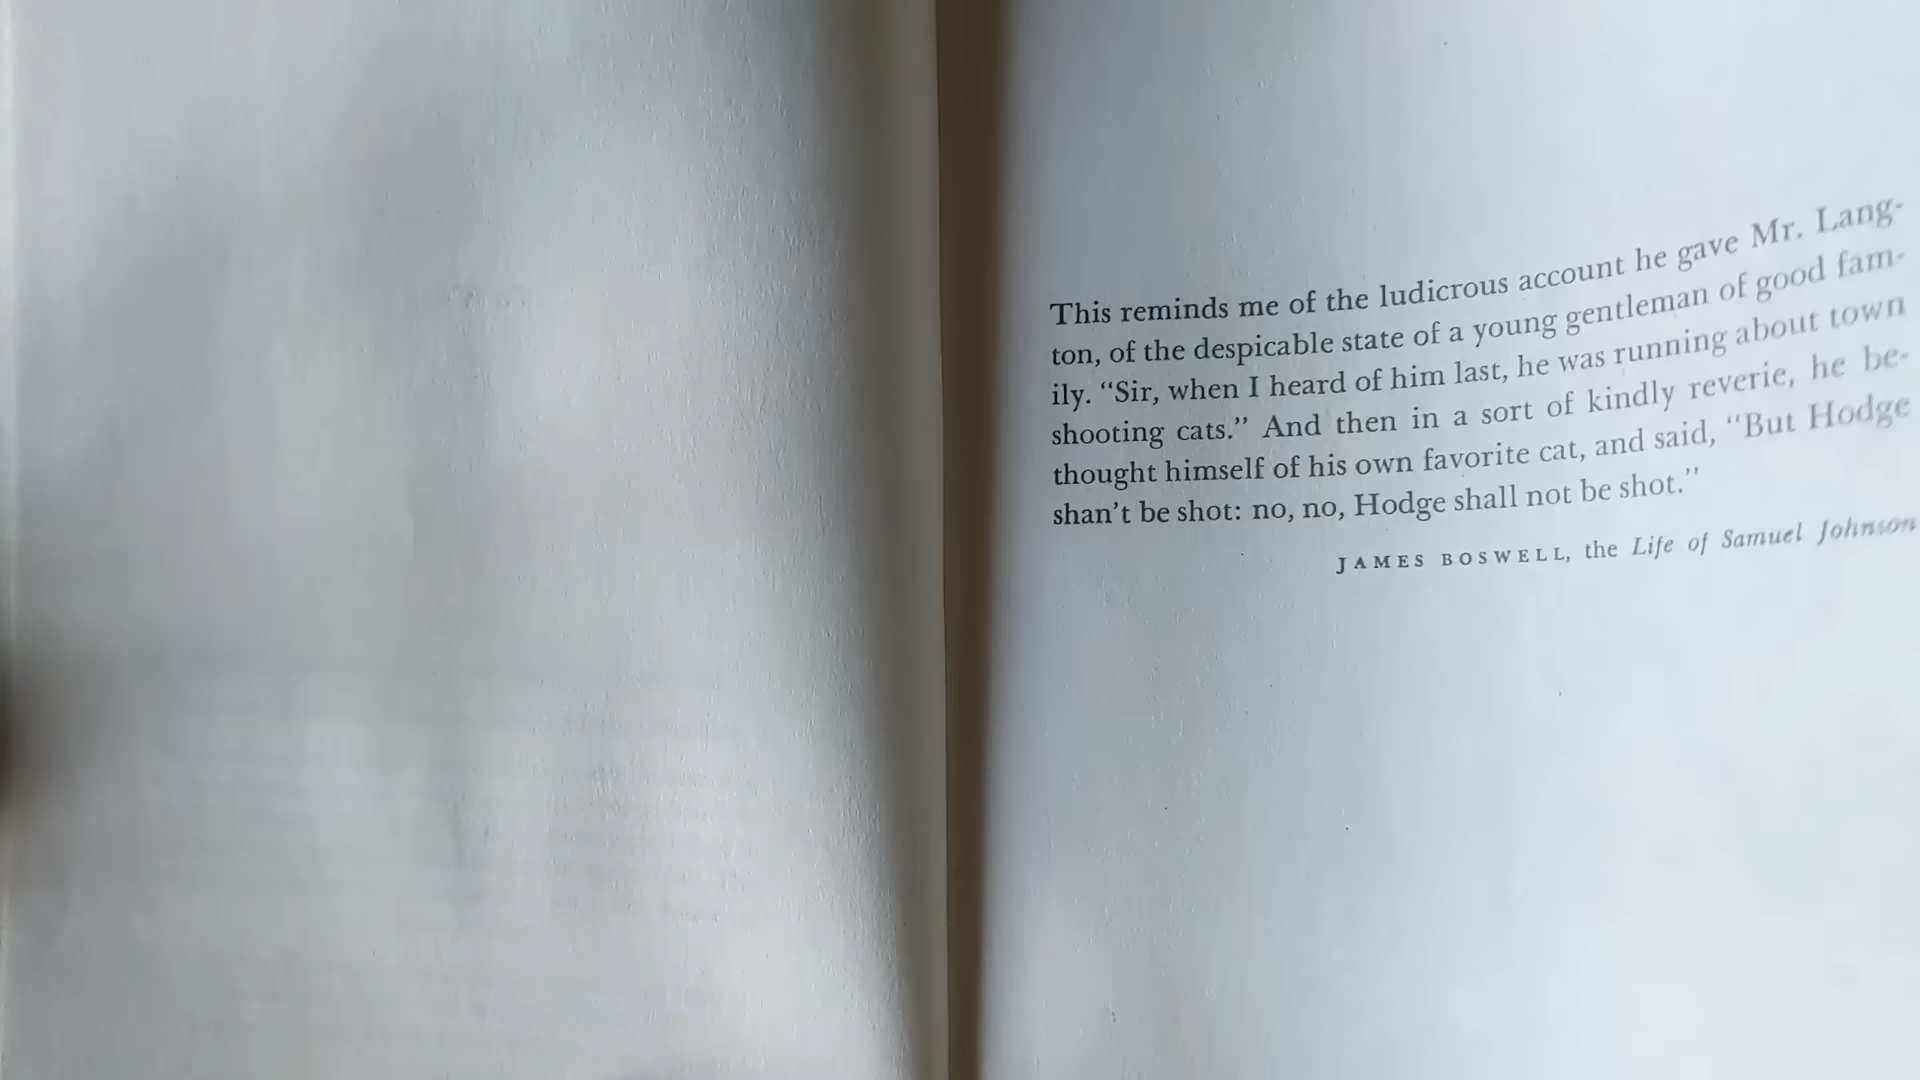 This reminds me of the ludicrous account he gave Mr. Lang-
ton, of the despicable state of a young gentleman of good fam-
ily. “Sir, when I heard of him last, he was running about town
shooting cats.” And then in a sort of kindly reverie, he be-
thought himself of his own favorite cat, and said, “But Hodge
shan’t be shot: no, no, Hodge shall not be shot.”
JAMES BOSWELL, the Life of Samuel Johnson